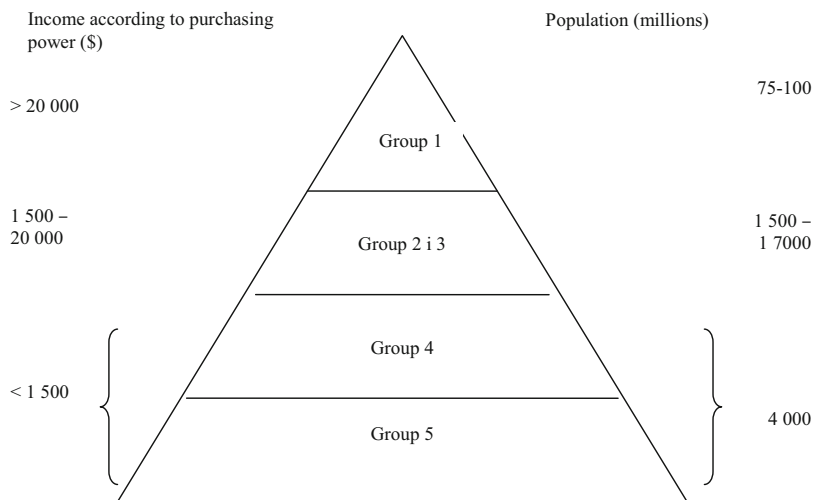 Income according to purchasing
power ($)
Population (millions)
> 20 000
75-100
Group 1
1 500 –
20 000
Group 2 i 3
1 500 –
1 7000
Group 4
< 1 500
4 000
Group 5